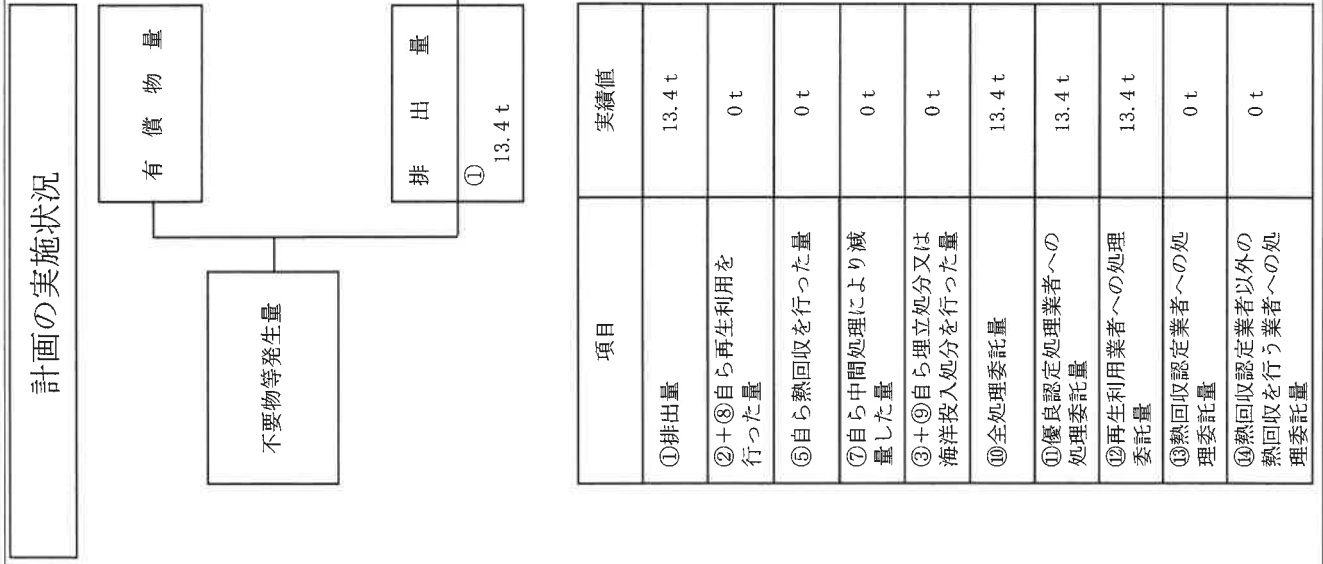 計画の実施状況
不要物等発生量
有償物量
排出量
①
13.4 t
項目
実績値
①排出量
13.4 t
②+⑧自ら再生利用を
行った量
0 t
⑤自ら熱回収を行った量
0 t
⑦自ら中間処理により減
量した量
0 t
③+⑨自ら埋立処分又は
海洋投入処分を行った量
0 t
⑩全処理委託量
13.4 t
⑪優良認定処理業者への
処理委託量
13.4 t
⑫再生利用業者への処理
委託量
13.4 t
⑬熱回収認定業者への処
理委託量
0 t
⑭熱回収認定業者以外の
熱回収を行う業者への処
理委託量
0 t